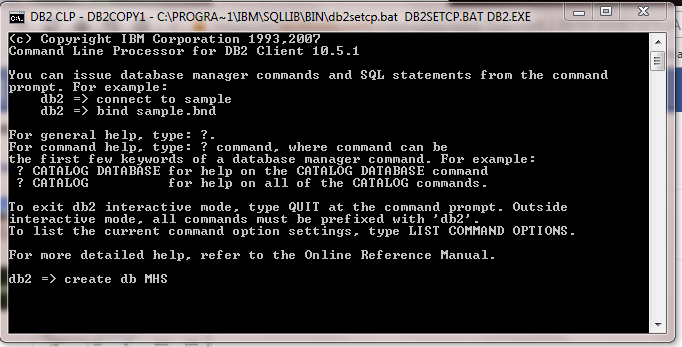 DB2 CLP - DB2COPY1 - C:\PROGRA~1\IBM\SQLLIB\BIN\db2setcp.bat DB2SETCP.BAT DB2.EXE
(c) Copyright IBM Corporation 1993,2007
Command Line Processor for DB2 Client 10.5.1
You can issue database manager commands and SQL statements from the command
prompt. For example:
db2 => connect to sample
db2 => bind sample.bnd
For general help, type: ?.
For command help, type: ? command, where command can be
the first few keywords of a database manager command. For example:
? CATALOG DATABASE for help on the CATALOG DATABASE command
? CATALOG          for help on all of the CATALOG commands.
To exit db2 interactive mode, type QUIT at the command prompt. Outside
interactive mode, all commands must be prefixed with 'db2'.
To list the current command option settings, type LIST COMMAND OPTIONS.
For more detailed help, refer to the Online Reference Manual.
db2 => create db MHS